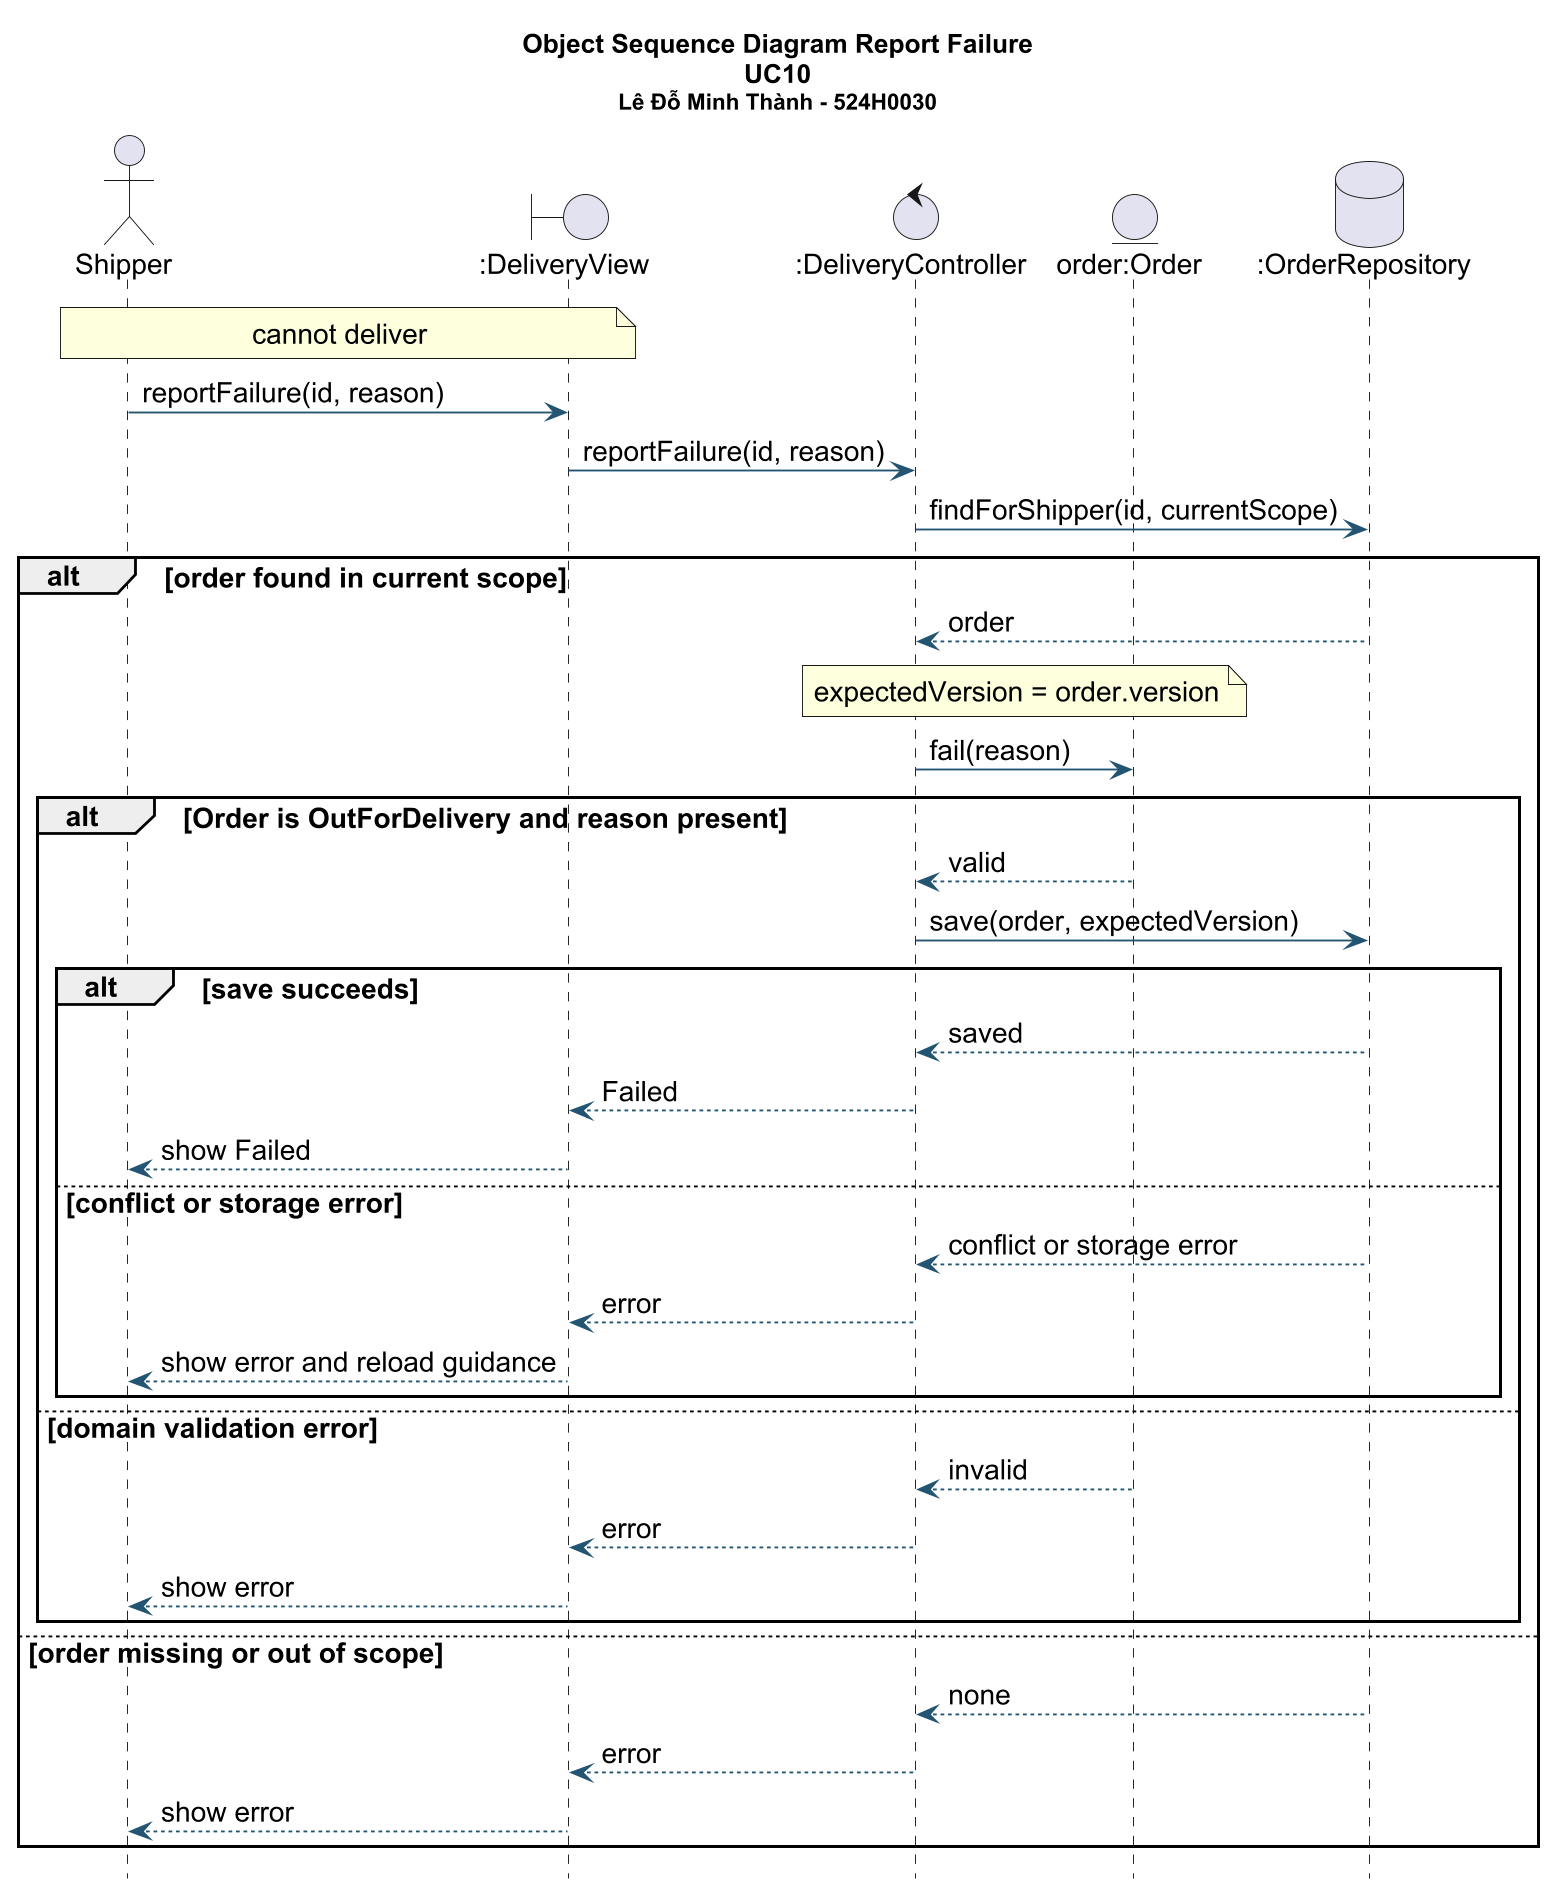 Object Sequence Diagram Report Failure
UC10
Lê Đỗ Minh Thành - 524H0030
Shipper
:DeliveryView
:DeliveryController
order:Order
:OrderRepository
cannot deliver
reportFailure(id, reason)
reportFailure(id, reason)
findForShipper(id, currentScope)
alt
[order found in current scope]
order
expectedVersion = order.version
fail(reason)
alt
[Order is OutForDelivery and reason present]
valid
save(order, expectedVersion)
alt
[save succeeds]
saved
Failed
show Failed
[conflict or storage error]
conflict or storage error
error
show error and reload guidance
[domain validation error]
invalid
error
show error
[order missing or out of scope]
none
error
show error